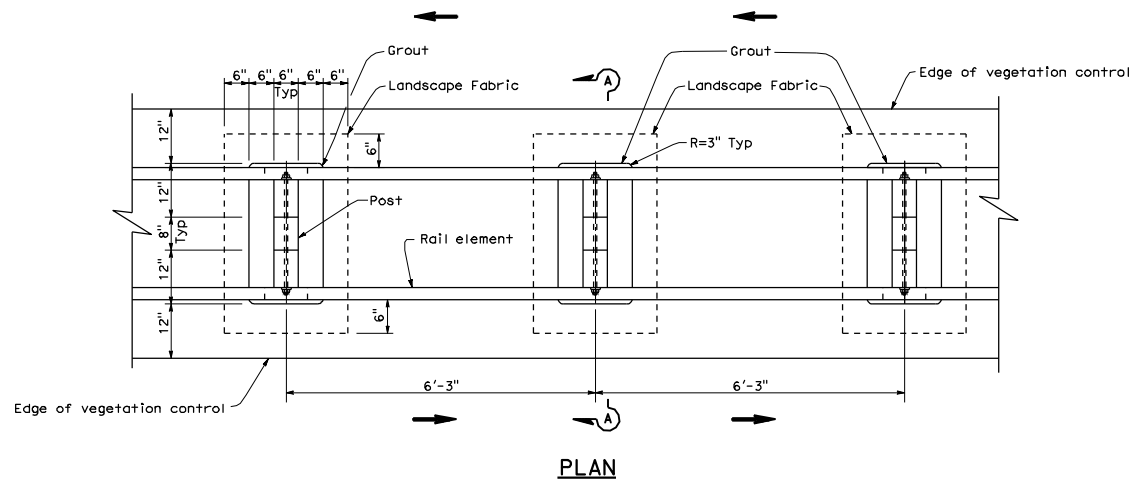 Grout
Grout
6" 6" 6" 6" 6"
Typ
Landscape Fabric
A
Landscape Fabric
Edge of vegetation control
12"
6"
R=3" Typ
12"
Post
8"
Typ
Rail element
12"
12"
6"
6'-3"
6'-3"
Edge of vegetation control
A
PLAN